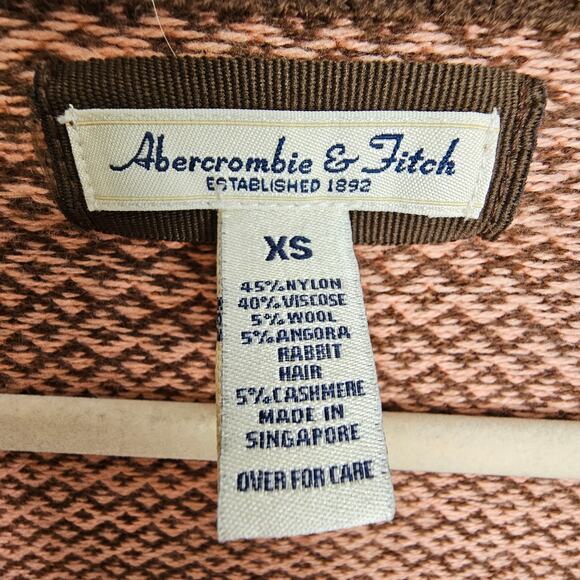 Abercrombie & Fitch
ESTABLISHED 1892
XS
45% NYLON
40% VISCOSE
5% WOOL
5% ANGORA
RABBIT
HAIR
5% CASHMERE
MADE IN
SINGAPORE
OVER FOR CARE